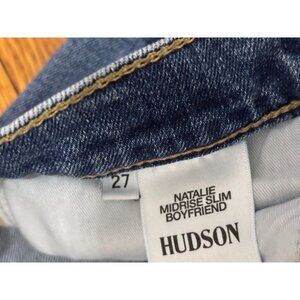 27
NATALIE
MIDRISE SLIM
BOYFRIEND
HUDSON